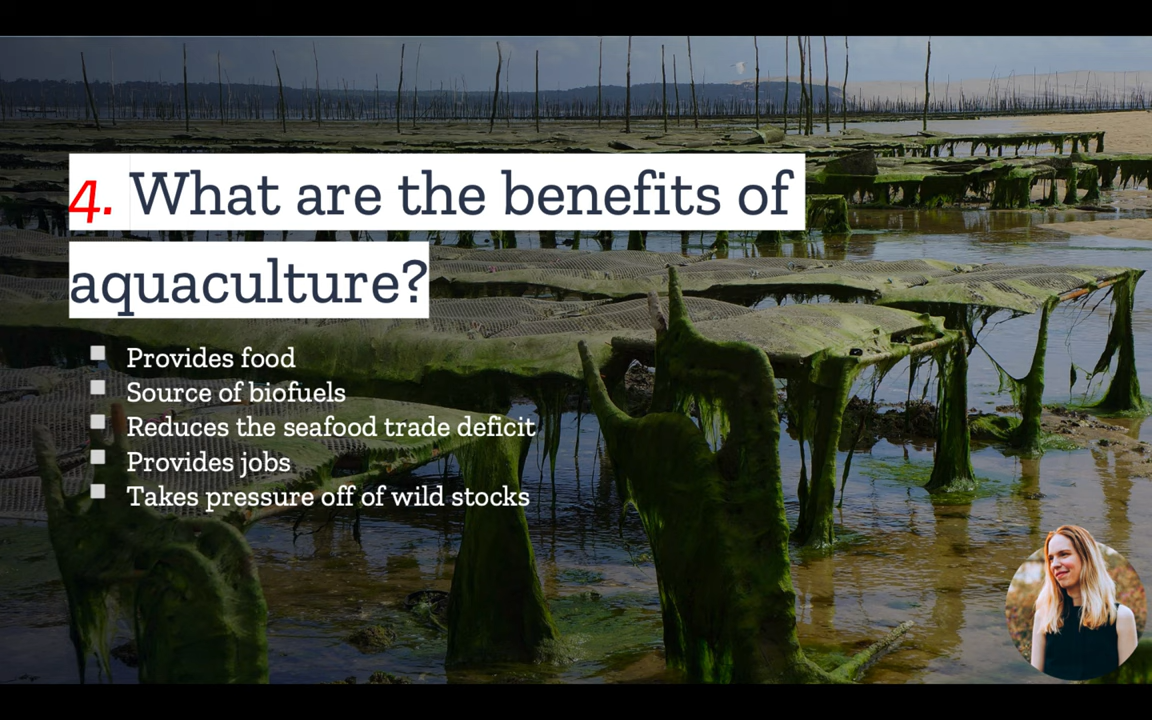 4. What are the benefits of
aquaculture?
Provides food
Source of biofuels
Reduces the seafood trade deficit
Provides jobs
Takes pressure off of wild stocks